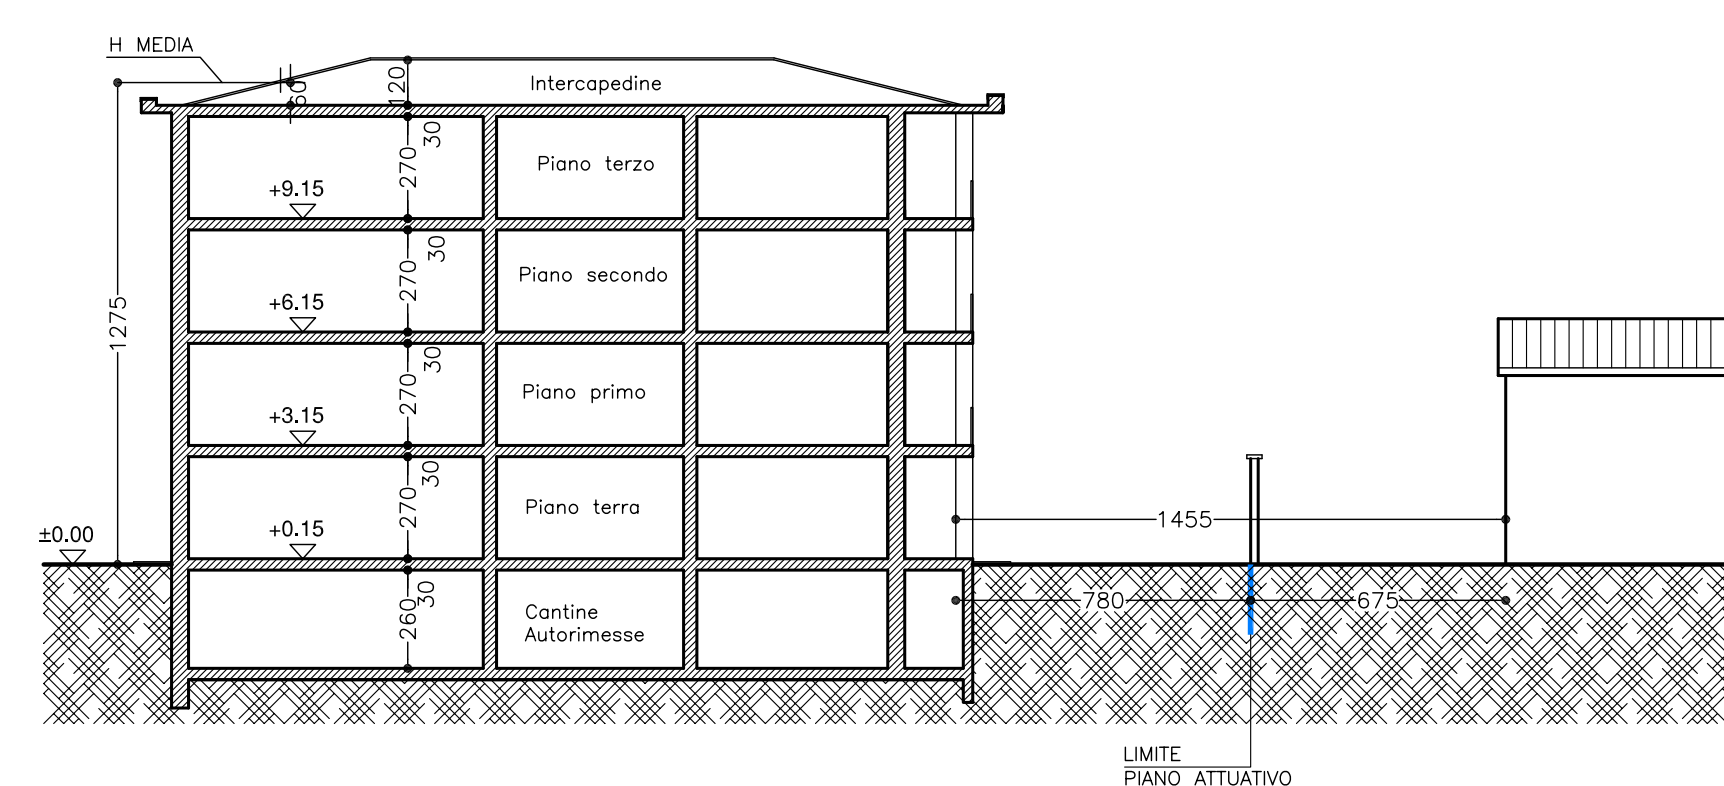 H MEDIA
60
120
Intercapedine
30
270
Piano terzo
+9.15
30
270
Piano secondo
+6.15
1275
30
270
Piano primo
+3.15
30
270
Piano terra
+0.15
±0.00
1455
30
260
Cantine
Autorimesse
780
675
LIMITE
PIANO ATTUATIVO